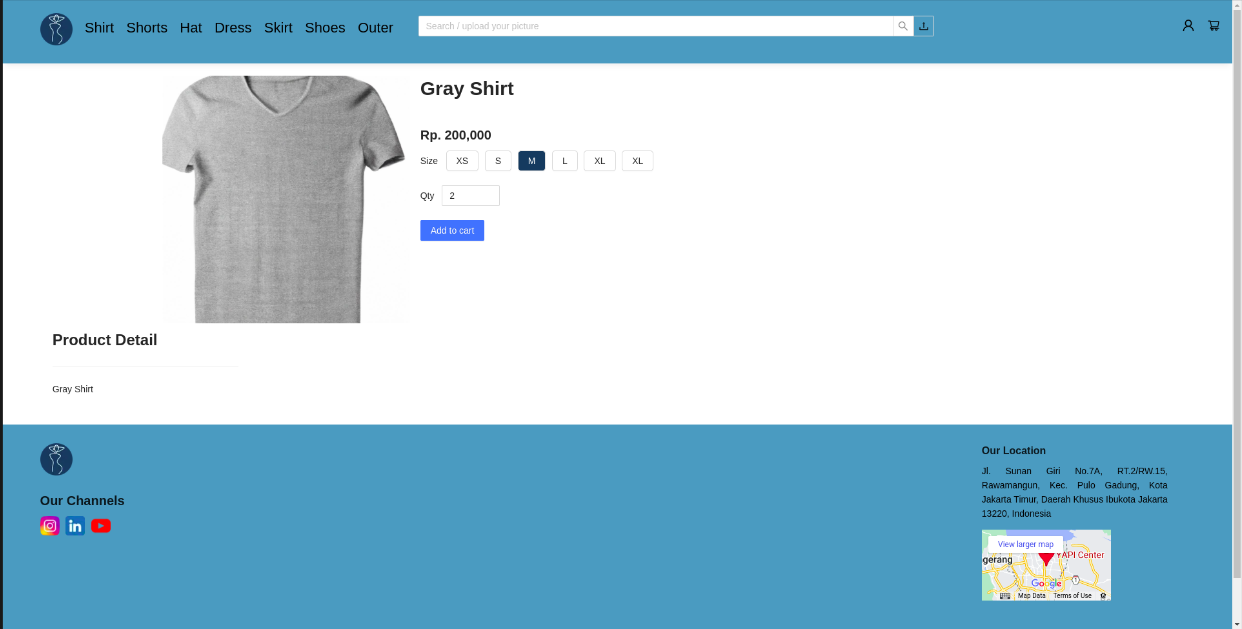 Shirt Shorts Hat Dress Skirt Shoes Outer
Search / upload your picture
Gray Shirt
Rp. 200,000
Size XS S M L XL XL
Qty 2
Add to cart
Product Detail
Gray Shirt
Our Channels
Our Location
Jl. Sunan Giri No.7A, RT.2/RW.15,
Rawamangun, Kec. Pulo Gadung, Kota
Jakarta Timur, Daerah Khusus Ibukota Jakarta
13220, Indonesia
View larger map
YAPI Center
gerang
Google
Map Data Terms of Use